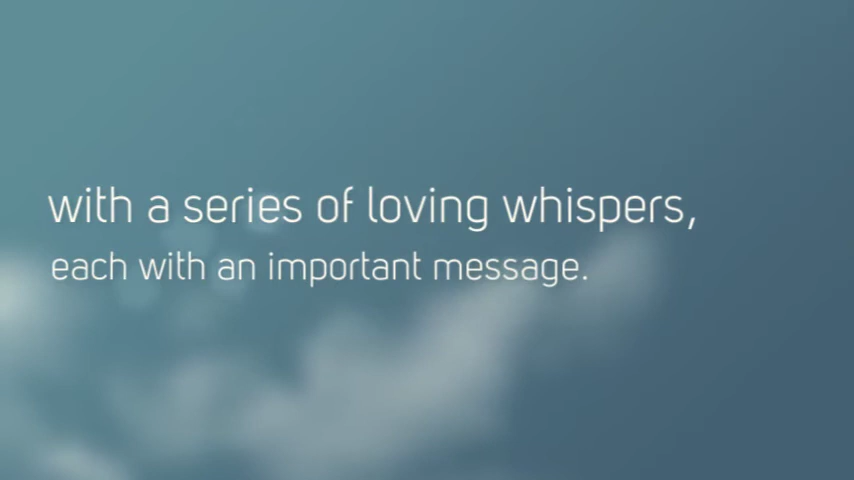 with a series of loving whispers,
each with an important message.